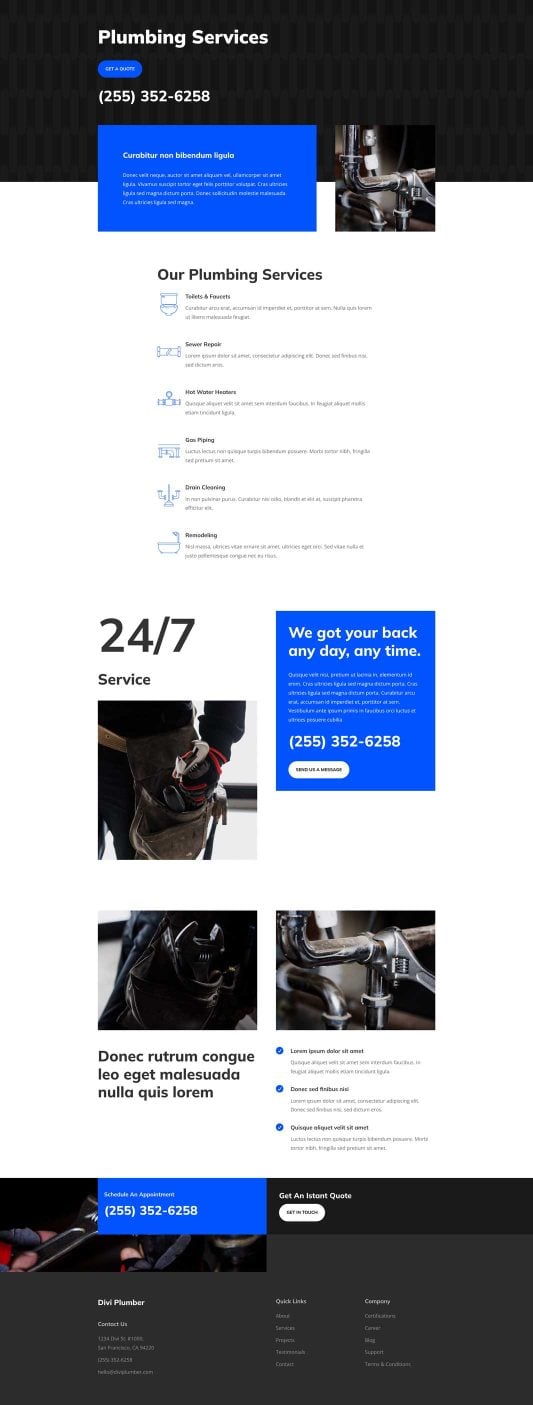 Plumbing Services
GET A QUOTE
(255) 352-6258
Curabitur non bibendum ligula
Donec velit neque, auctor sit amet aliquam vel, ullamcorper sit amet
ligula. Vivamus suscipit tortor eget felis porttitor volutpat. Cras ultricies
ligula sed magna dictum porta. Donec sollicitudin molestie malesuada.
Cras ultricies ligula sed magna.
Our Plumbing Services
Toilets & Faucets
Curabitur arcu erat, accumsan id imperdiet et, porttitor at sem. Nulla quis lorem
ut libero malesuada feugiat.
Sewer Repair
Lorem ipsum dolor sit amet, consectetur adipiscing elit. Donec sed finibus nisi,
sed dictum eros.
Hot Water Heaters
Quisque aliquet velit sit amet sem interdum faucibus. In feugiat aliquet mollis
etiam tincidunt ligula.
Gas Piping
Luctus lectus non quisque turpis bibendum posuere. Morbi tortor nibh, fringilla
sed pretium sit amet.
Drain Cleaning
In non pulvinar purus. Curabitur nisi odio, blandit et elit at, suscipit pharetra
efficitur elit.
Remodeling
Nisl massa, ultrices vitae ornare sit amet, ultricies eget orci. Sed vitae nulla et
justo pellentesque congue nec eu risus.
24/7
Service
We got your back
any day, any time.
Quisque velit nisi, pretium ut lacinia in, elementum id
enim. Cras ultricies ligula sed magna dictum porta. Cras
ultricies ligula sed magna dictum porta. Curabitur arcu
erat, accumsan id imperdiet et, porttitor at sem.
Vestibulum ante ipsum primis in faucibus orci luctus et
ultrices posuere cubilia
(255) 352-6258
SEND US A MESSAGE
Donec rutrum congue
leo eget malesuada
nulla quis lorem
Lorem ipsum dolor sit amet
Quisque aliquet velit sit amet sem interdum faucibus. In
feugiat aliquet mollis etiam tincidunt ligula.
Donec sed finibus nisi
Lorem ipsum dolor sit amet, consectetur adipiscing elit.
Donec sed finibus nisi, sed dictum eros.
Quisque aliquet velit sit amet
Luctus lectus non quisque turpis bibendum posuere. Morbi
tortor nibh, fringilla sed pretium sit amet.
Schedule An Appointment
(255) 352-6258
Get An Istant Quote
GET IN TOUCH
Divi Plumber
Contact Us
1234 Divi St. #1000,
San Francisco, CA 94220
(255) 352-6258
hello@diviplumber.com
Quick Links
About
Services
Projects
Testimonials
Contact
Company
Certifications
Career
Blog
Support
Terms & Conditions